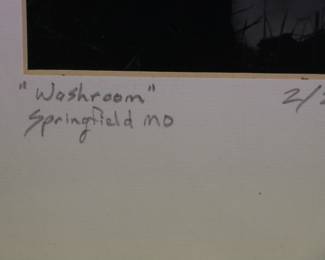 "Washroom"
Springfield MO
2/